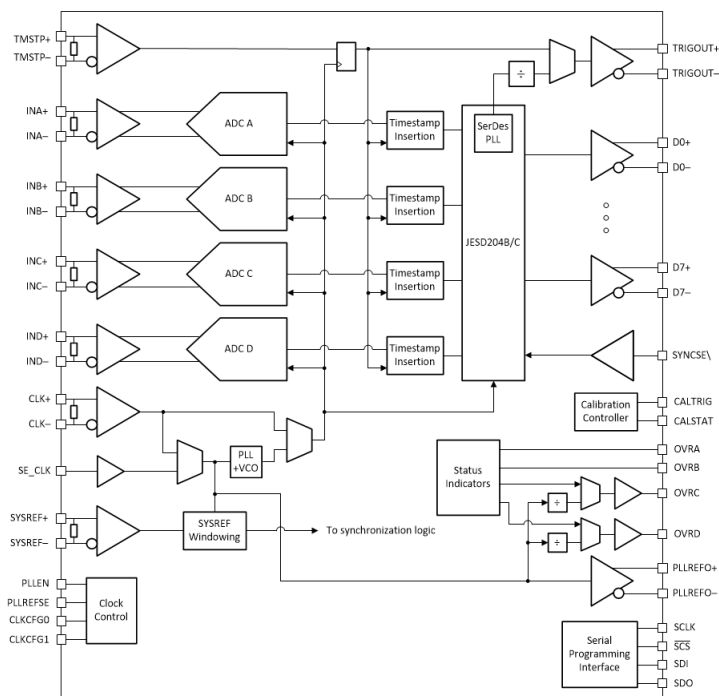 TMSTP+
TMSTP–
TRIGOUT+
TRIGOUT–
÷
INA+
INA–
ADC A
Timestamp
Insertion
SerDes
PLL
D0+
D0–
INB+
INB–
ADC B
Timestamp
Insertion
JESD204B/C
INC+
INC–
ADC C
Timestamp
Insertion
D7+
D7–
IND+
IND–
ADC D
Timestamp
Insertion
SYNCSE\
CLK+
CLK–
Calibration
Controller
CALTRIG
CALSTAT
SE_CLK
PLL
+VCO
Status
Indicators
OVRA
OVRB
OVRC
OVRD
÷
÷
SYSREF+
SYSREF–
SYSREF
Windowing
To synchronization logic
PLLREFO+
PLLREFO–
PLLEN
PLLREFSE
CLKCFG0
CLKCFG1
Clock
Control
Serial
Programming
Interface
SCLK
SCS
SDI
SDO